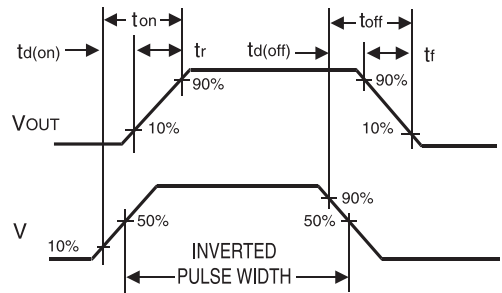 ton toff
td(on) tr td(off) tf
90% 90%
VOUT 10% 10%
90%
V 50% 50%
10% INVERTED
PULSE WIDTH